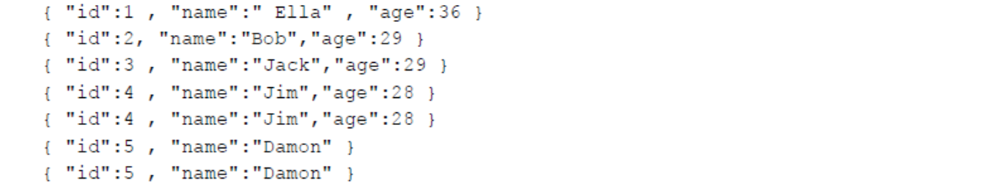 { "id":1 , "name":" Ella" , "age":36 }
{ "id":2, "name":"Bob","age":29 }
{ "id":3 , "name":"Jack","age":29 }
{ "id":4 , "name":"Jim","age":28 }
{ "id":4 , "name":"Jim","age":28 }
{ "id":5 , "name":"Damon" }
{ "id":5 , "name":"Damon" }